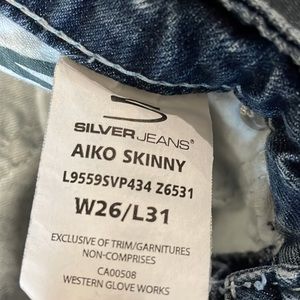 SILVER JEANS®
AIKO SKINNY
L9559SVP434 Z6531
W26/L31
EXCLUSIVE OF TRIM/GARNITURES
NON-COMPRISES
CA00508
WESTERN GLOVE WORKS